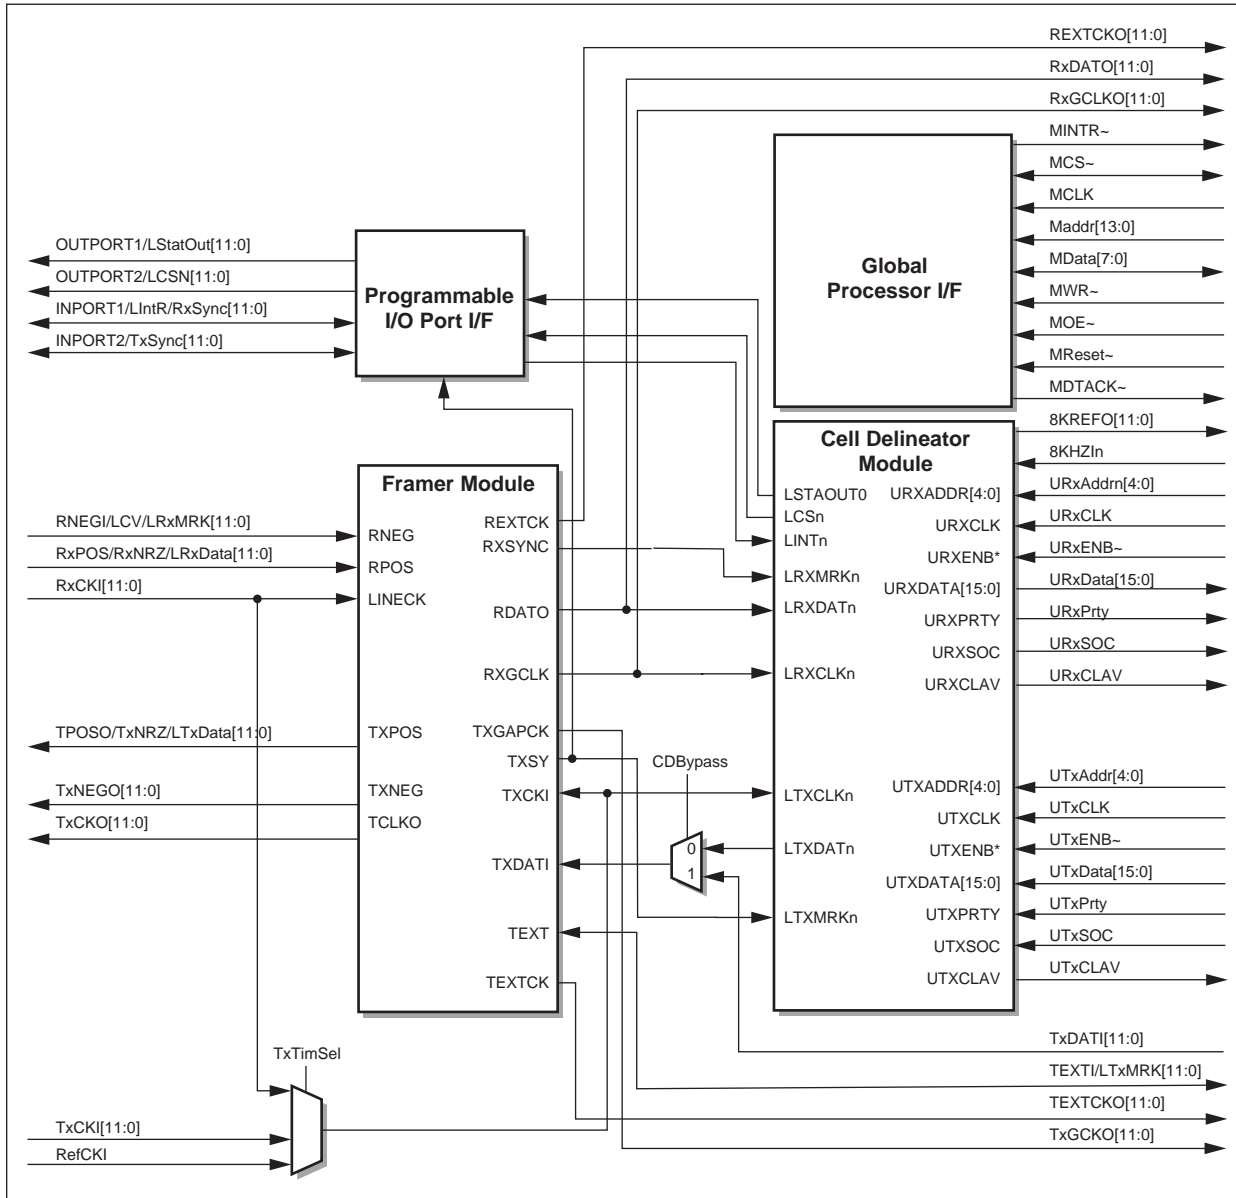 REXTCKO[11:0]
RxDATO[11:0]
RxGCLKO[11:0]
MINTR~
MCS~
MCLK
Maddr[13:0]
MData[7:0]
MWR~
MOE~
MReset~
MDTACK~
Global
Processor I/F
OUTPORT1/LStatOut[11:0]
OUTPORT2/LCSN[11:0]
INPORT1/LIntR/RxSync[11:0]
INPORT2/TxSync[11:0]
Programmable
I/O Port I/F
8KREFO[11:0]
8KHZIn
URxAddrn[4:0]
URxCLK
URxENB~
URxData[15:0]
URxPrty
URxSOC
URxCLAV
UTxAddr[4:0]
UTxCLK
UTxENB~
UTxData[15:0]
UTxPrty
UTxSOC
UTxCLAV
Cell Delineator
Module
LSTAOUT0
LCSn
LINTn
LRXMRKn
LRXDATn
LRXCLKn
LTXCLKn
LTXDATn
LTXMRKn
URXADDR[4:0]
URXCLK
URXENB*
URXDATA[15:0]
URXPRTY
URXSOC
URXCLAV
UTXADDR[4:0]
UTXCLK
UTXENB*
UTXDATA[15:0]
UTXPRTY
UTXSOC
UTXCLAV
Framer Module
RNEGI/LCV/LRxMRK[11:0]
RxPOS/RxNRZ/LRxData[11:0]
RxCKI[11:0]
TPOSO/TxNRZ/LTxData[11:0]
TxNEGO[11:0]
TxCKO[11:0]
RNEG
RPOS
LINECK
TXPOS
TXNEG
TCLKO
REXTCK
RXSYNC
RDATO
RXGCLK
TXGAPCK
TXSY
TXCKI
TXDATI
TEXT
TEXTCK
CDBypass
0
1
TxTimSel
TxCKI[11:0]
RefCKI
TxDATI[11:0]
TEXTI/LTxMRK[11:0]
TEXTCKO[11:0]
TxGCKO[11:0]